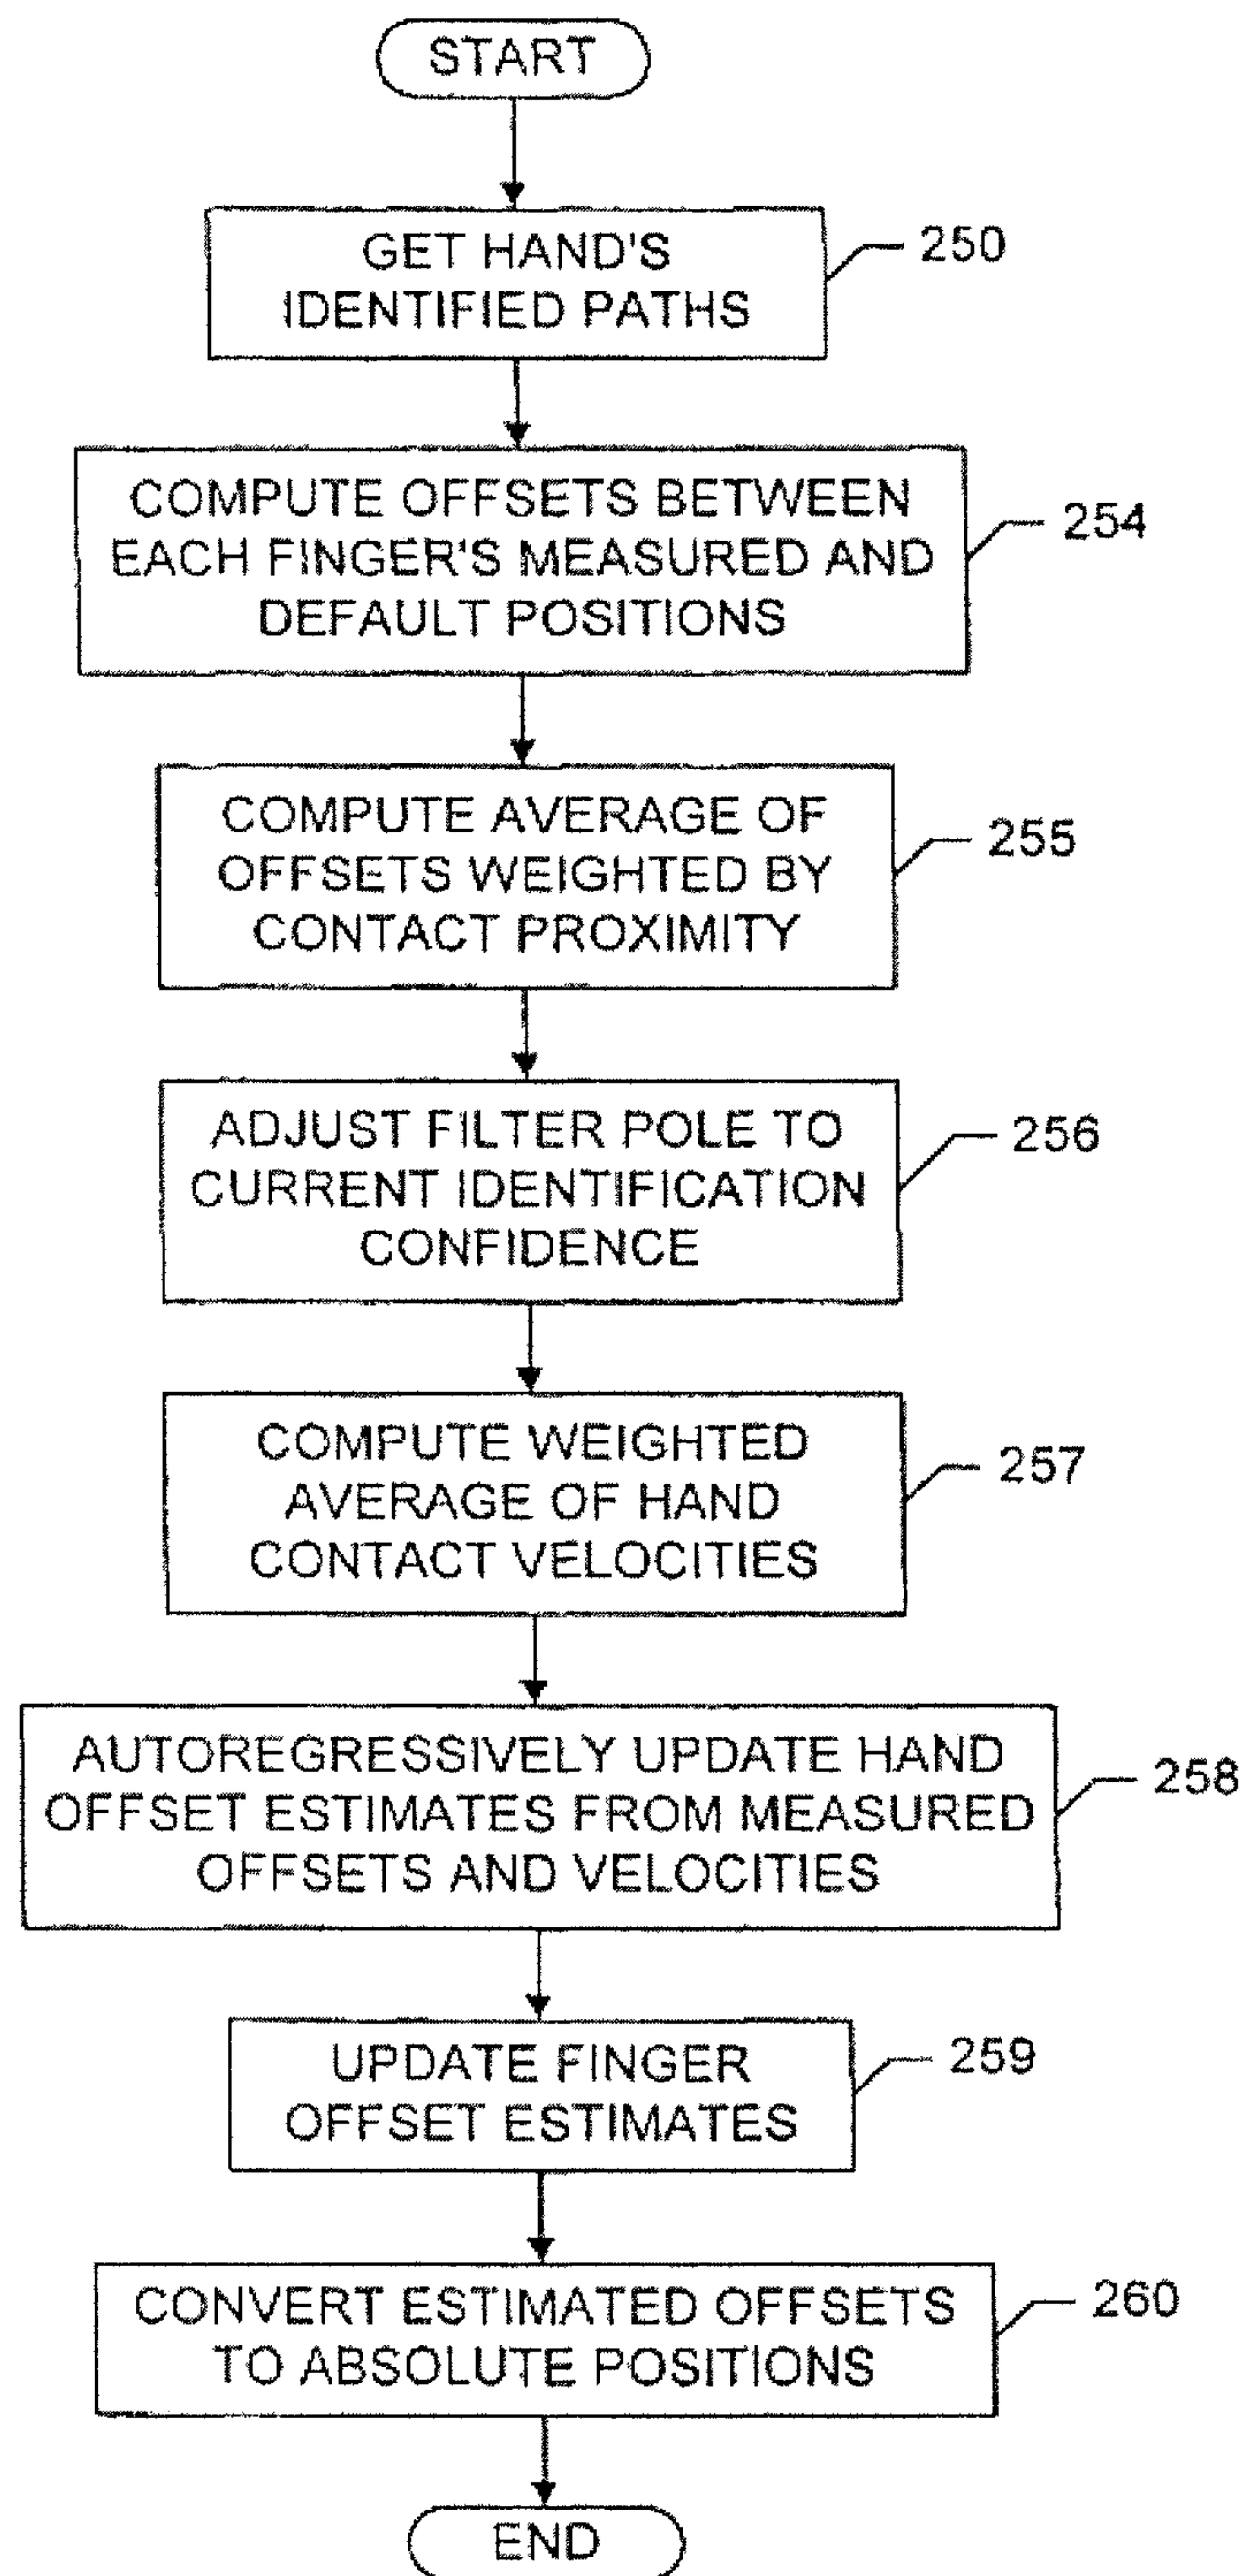 START
GET HAND'S
IDENTIFIED PATHS
250
COMPUTE OFFSETS BETWEEN
EACH FINGER'S MEASURED AND
DEFAULT POSITIONS
254
COMPUTE AVERAGE OF
OFFSETS WEIGHTED BY
CONTACT PROXIMITY
255
ADJUST FILTER POLE TO
CURRENT IDENTIFICATION
CONFIDENCE
256
COMPUTE WEIGHTED
AVERAGE OF HAND
CONTACT VELOCITIES
257
AUTOREGRESSIVELY UPDATE HAND
OFFSET ESTIMATES FROM MEASURED
OFFSETS AND VELOCITIES
258
UPDATE FINGER
OFFSET ESTIMATES
259
CONVERT ESTIMATED OFFSETS
TO ABSOLUTE POSITIONS
260
END